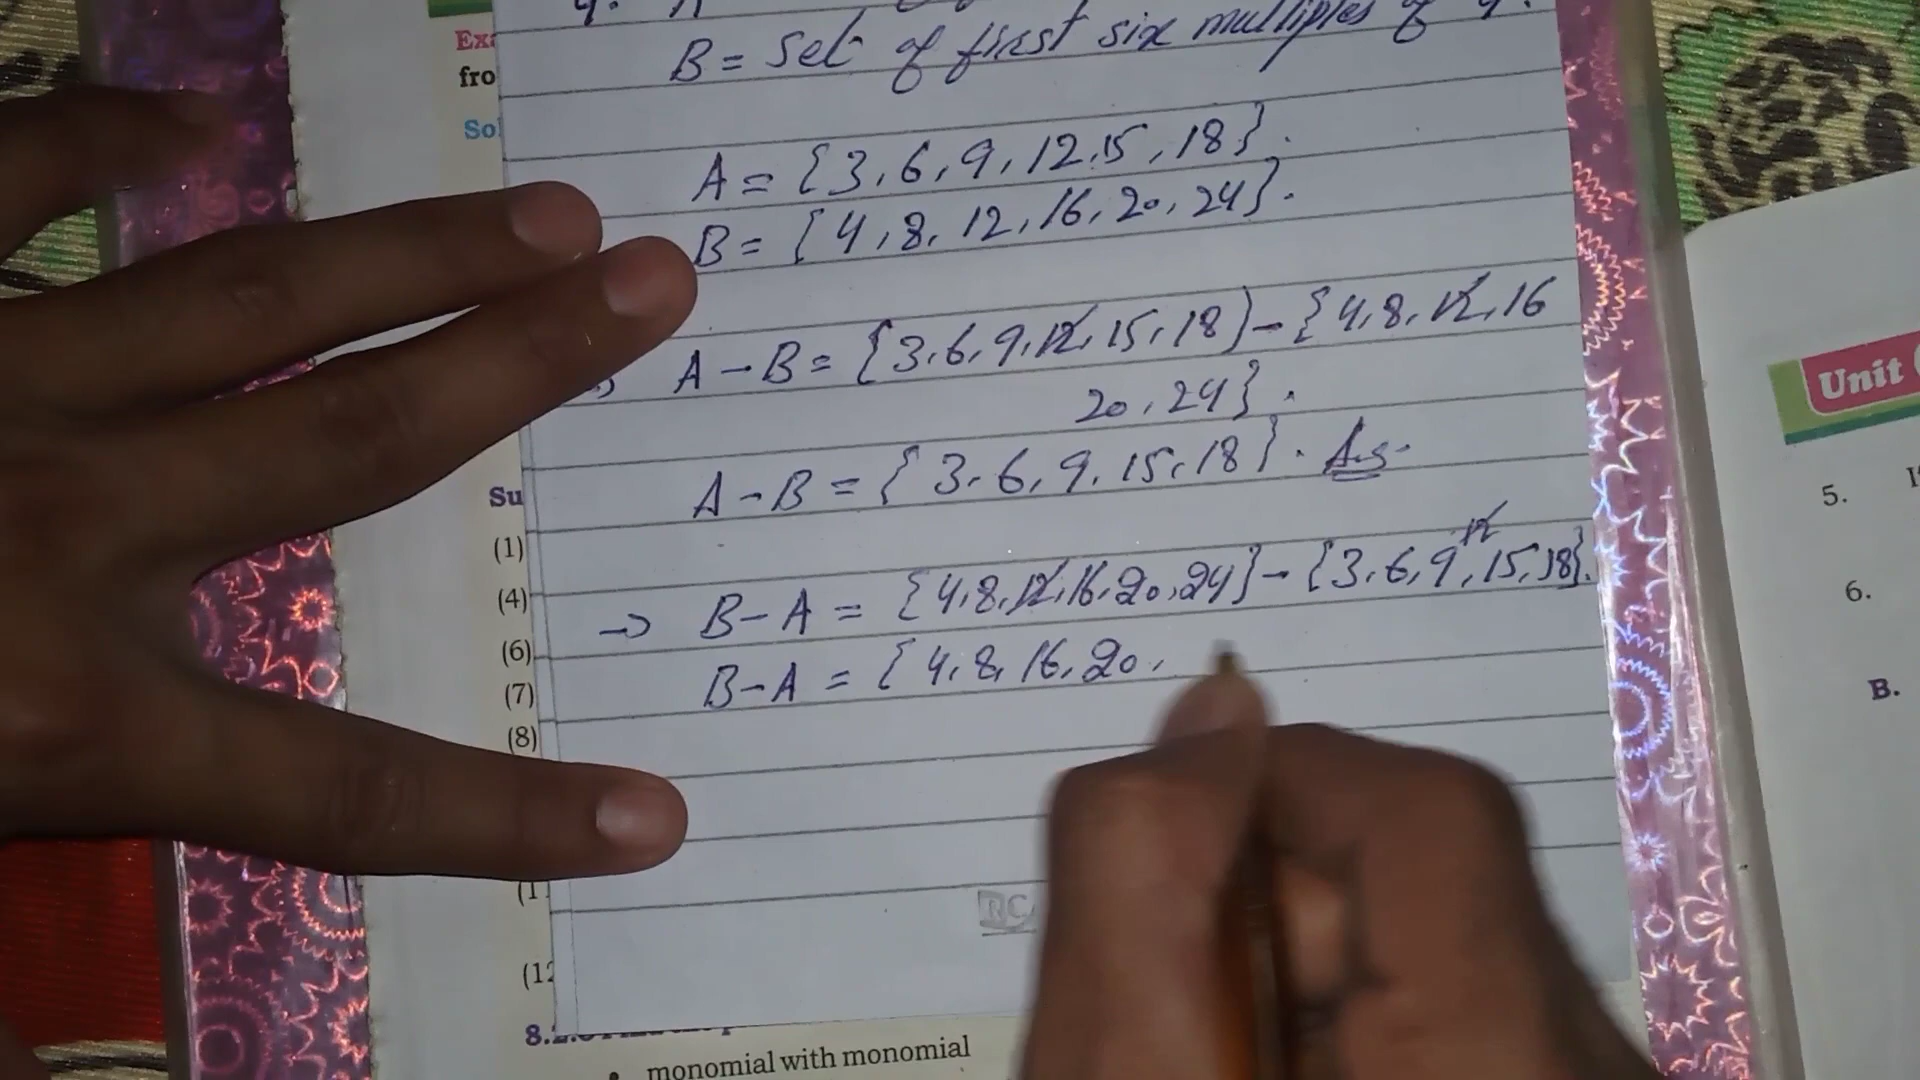 B = Set of first six multiples of 4.
A = {3, 6, 9, 12, 15, 18}.
B = {4, 8, 12, 16, 20, 24}.
A - B = {3, 6, 9, 12, 15, 18} - {4, 8, 12, 16
20, 24}.
A - B = {3, 6, 9, 15, 18}. Ans.
→ B - A = {4, 8, 12, 16, 20, 24} - {3, 6, 9, 12, 15, 18}.
B - A = {4, 8, 16, 20,
fro
Su
(1)
(4)
(6)
(7)
(8)
monomial with monomial
Unit
5.
6.
B.